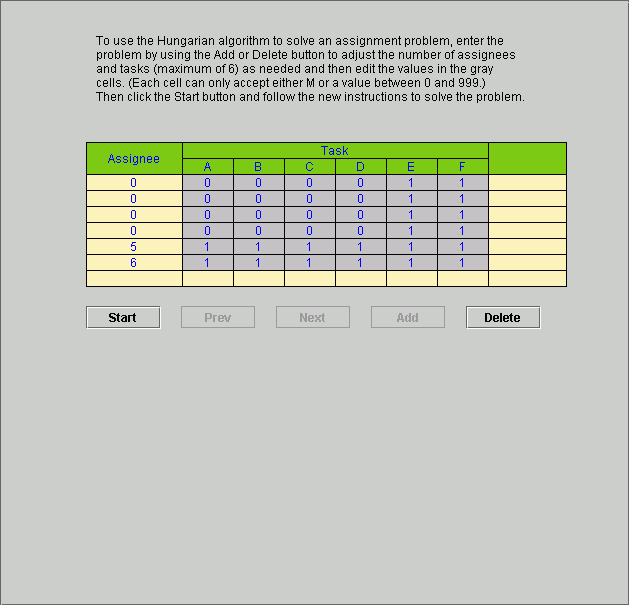 To use the Hungarian algorithm to solve an assignment problem, enter the
problem by using the Add or Delete button to adjust the number of assignees
and tasks (maximum of 6) as needed and then edit the values in the gray
cells. (Each cell can only accept either M or a value between 0 and 999.)
Then click the Start button and follow the new instructions to solve the problem.
Assignee Task
A B C D E F
0 0 0 0 0 1 1
0 0 0 0 0 1 1
0 0 0 0 0 1 1
0 0 0 0 0 1 1
5 1 1 1 1 1 1
6 1 1 1 1 1 1
Start Prev Next Add Delete